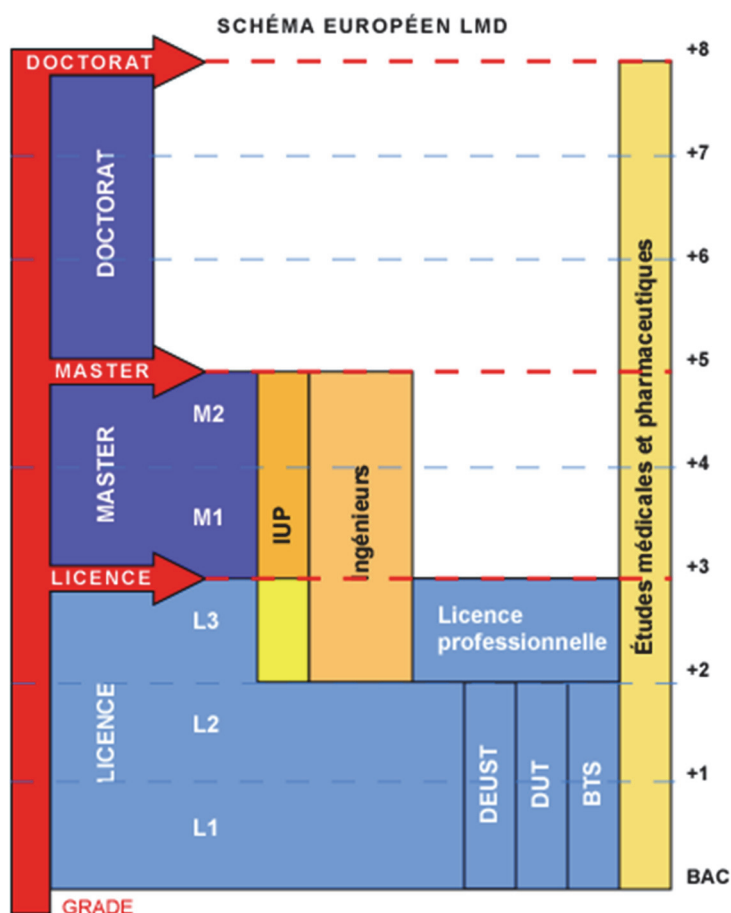 SCHÉMA EUROPÉEN LMD
+8
DOCTORAT
+7
DOCTORAT
+6
+5
MASTER
M2
MASTER
+4
M1
IUP
Ingénieurs
Études médicales et pharmaceutiques
+3
LICENCE
L3
Licence
professionnelle
+2
LICENCE
L2
DEUST
DUT
BTS
+1
L1
BAC
GRADE